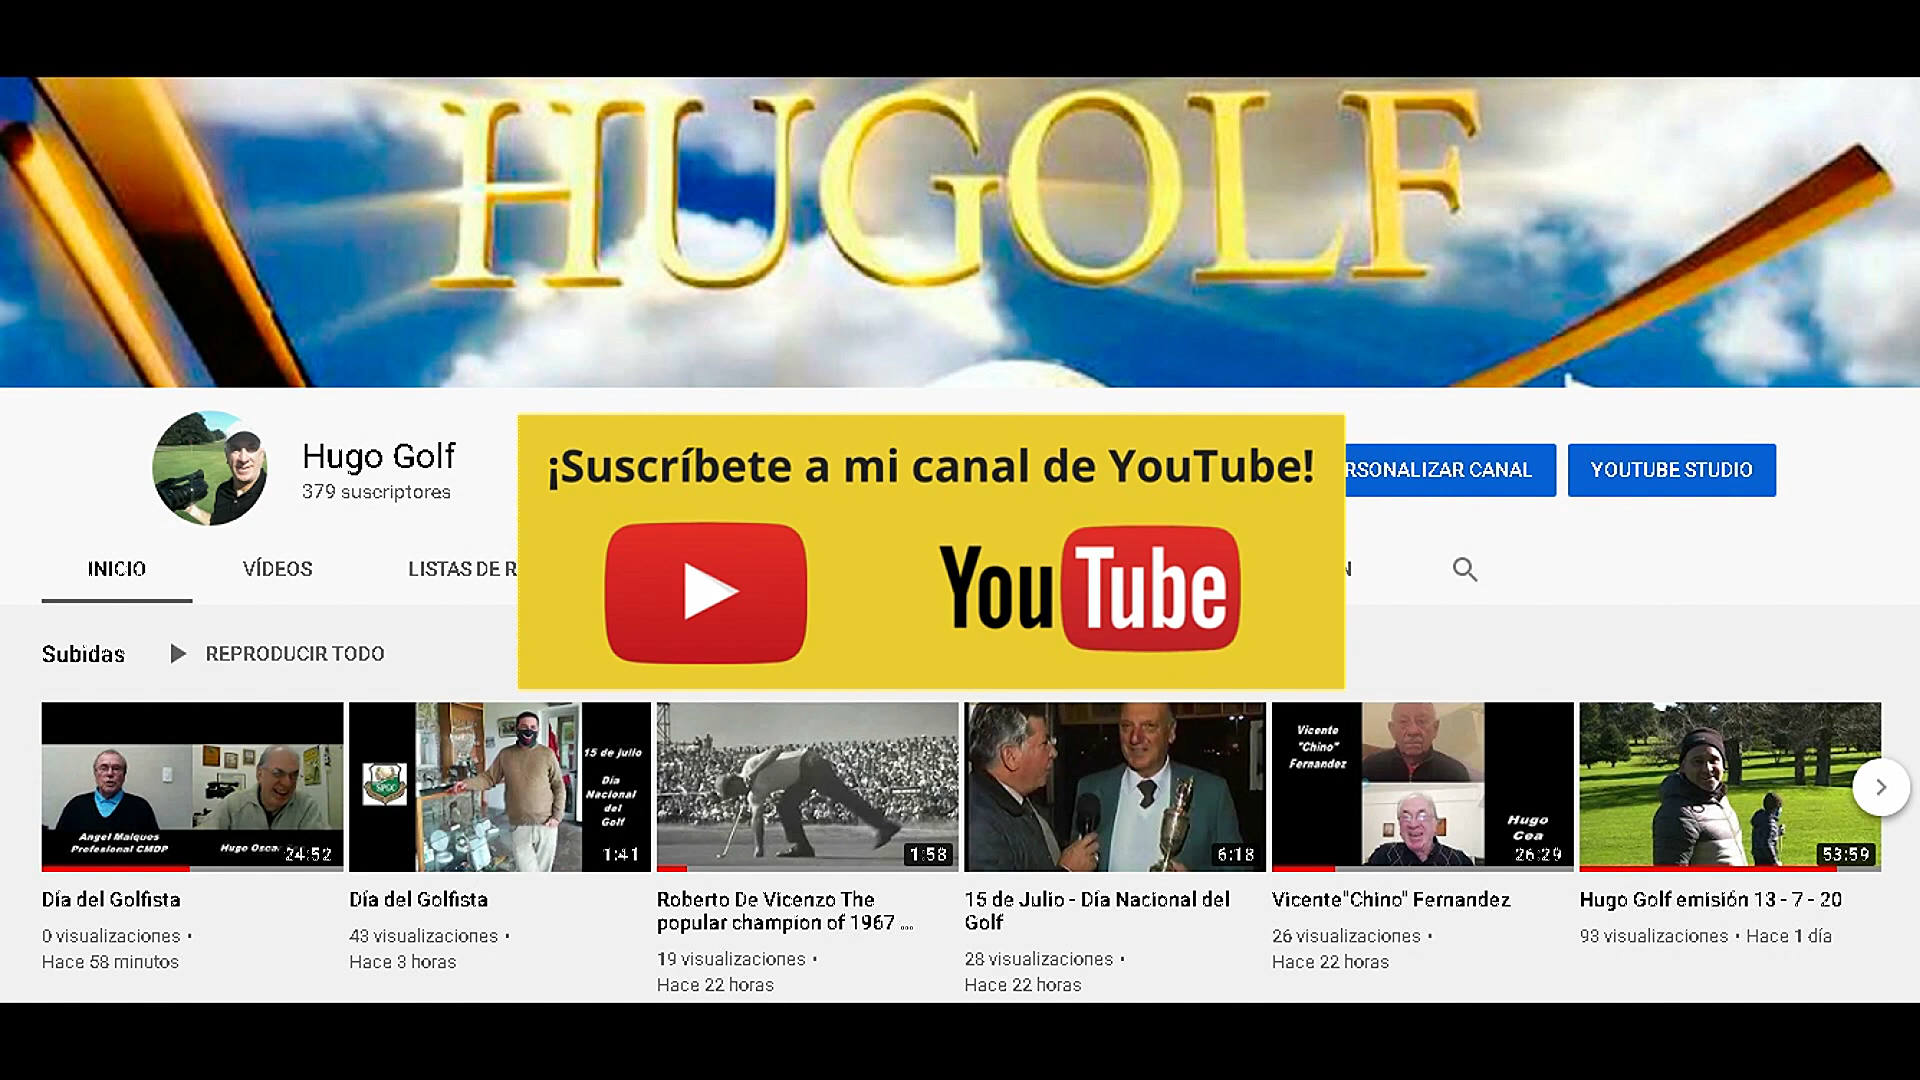 HUGOLF
Hugo Golf
379 suscriptores
¡Suscríbete a mi canal de YouTube!
YouTube
RSONALIZAR CANAL
YOUTUBE STUDIO
INICIO
VÍDEOS
LISTAS DE R
N
Subidas
REPRODUCIR TODO
Angel Malques
Profesional CMDP
Hugo Osca
24:52
SPGC
15 de julio
Día
Nacional
del
Golf
1:41
1:58
6:18
Vicente
"Chino"
Fernandez
Hugo
Cea
26:29
53:59
Día del Golfista
0 visualizaciones •
Hace 58 minutos
Día del Golfista
43 visualizaciones •
Hace 3 horas
Roberto De Vicenzo The
popular champion of 1967 ...
19 visualizaciones •
Hace 22 horas
15 de Julio - Día Nacional del
Golf
28 visualizaciones •
Hace 22 horas
Vicente"Chino" Fernandez
26 visualizaciones •
Hace 22 horas
Hugo Golf emisión 13 - 7 - 20
93 visualizaciones • Hace 1 día